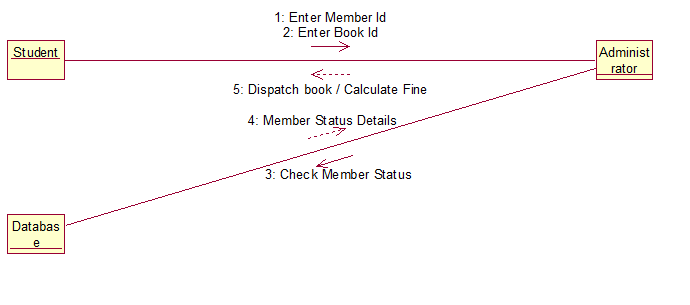 1: Enter Member Id
2: Enter Book Id
Student
Administ
rator
5: Dispatch book / Calculate Fine
4: Member Status Details
3: Check Member Status
Databas
e